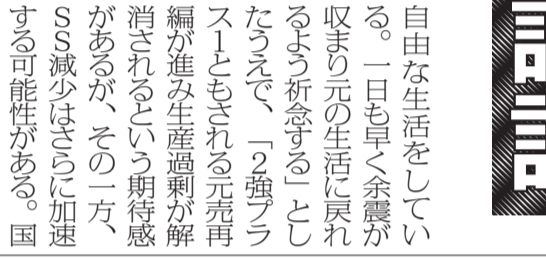 自由な生活をしてい
る。一日も早く余震が
収まり元の生活に戻れ
るよう祈念する」とし
たうえで、「2強プラ
ス1ともされる元売再
編が進み生産過剰が解
消されるという期待感
があるが、その一方、
SS減少はさらに加速
する可能性がある。国